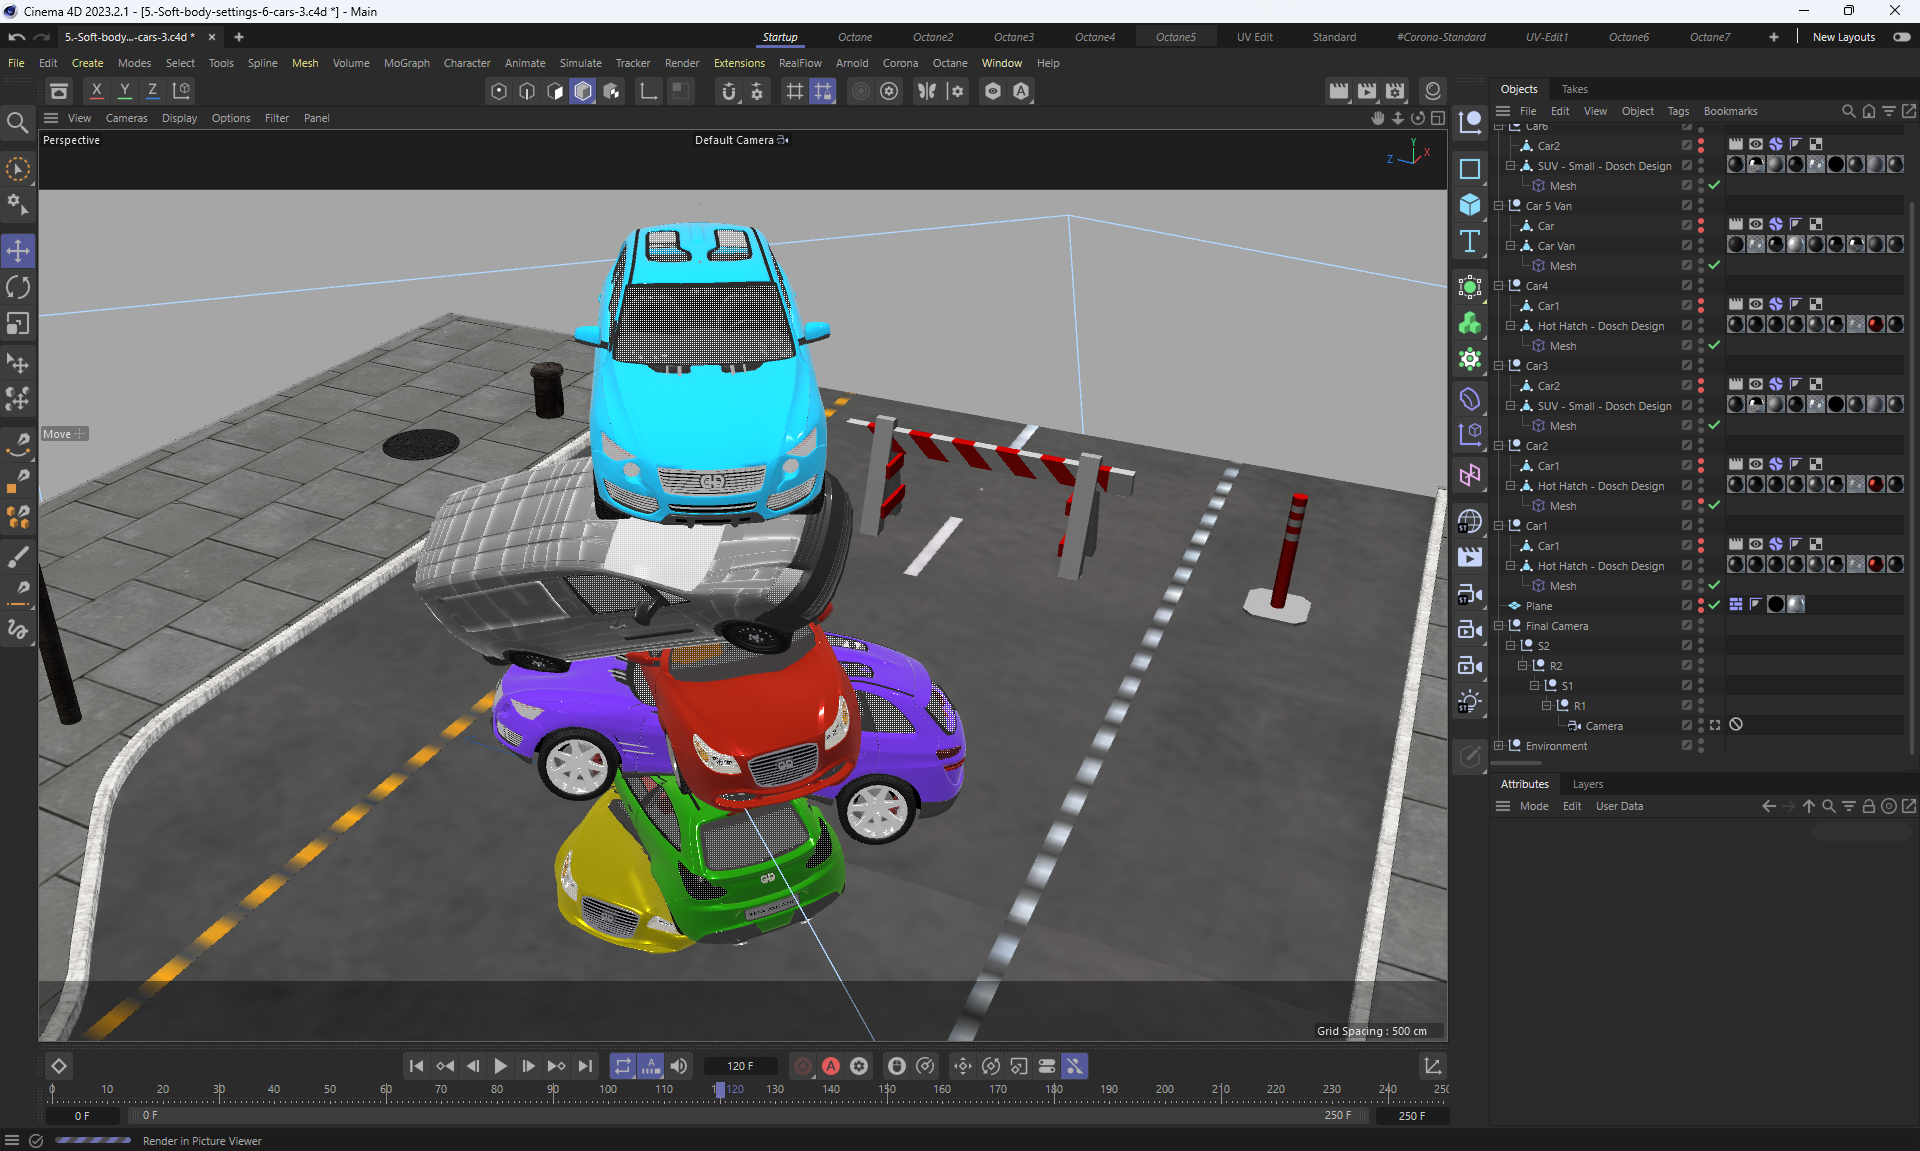 Cinema 4D 2023.2.1 - [5.-Soft-body-settings-6-cars-3.c4d *] - Main
5.-Soft-body...-cars-3.c4d *
Startup Octane Octane2 Octane3 Octane4 Octane5 UV Edit Standard #Corona-Standard UV-Edit1 Octane6 Octane7 New Layouts
File Edit Create Modes Select Tools Spline Mesh Volume MoGraph Character Animate Simulate Tracker Render Extensions RealFlow Arnold Corona Octane Window Help
X Y Z
View Cameras Display Options Filter Panel
Perspective
Default Camera
Y
Z X
Move
Grid Spacing : 500 cm
Objects Takes
File Edit View Object Tags Bookmarks
Car6
Car2
SUV - Small - Dosch Design
Mesh
Car 5 Van
Car
Car Van
Mesh
Car4
Car1
Hot Hatch - Dosch Design
Mesh
Car3
Car2
SUV - Small - Dosch Design
Mesh
Car2
Car1
Hot Hatch - Dosch Design
Mesh
Car1
Car1
Hot Hatch - Dosch Design
Mesh
Plane
Final Camera
S2
R2
S1
R1
Camera
Environment
Attributes Layers
Mode Edit User Data
120 F
0 10 20 30 40 50 60 70 80 90 100 110 120 130 140 150 160 170 180 190 200 210 220 230 240 250
0 F 0 F 250 F 250 F
Render in Picture Viewer